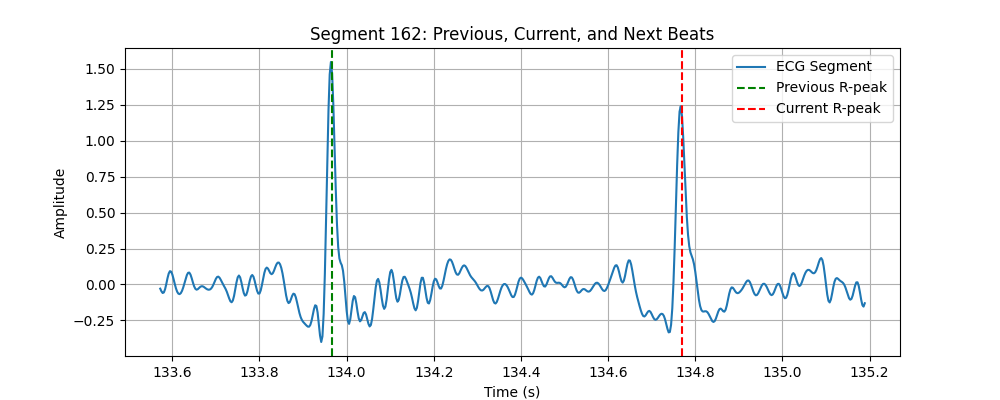 Segment 162: Previous, Current, and Next Beats
ECG Segment
Previous R-peak
Current R-peak
Amplitude
1.50
1.25
1.00
0.75
0.50
0.25
0.00
−0.25
133.6 133.8 134.0 134.2 134.4 134.6 134.8 135.0 135.2
Time (s)